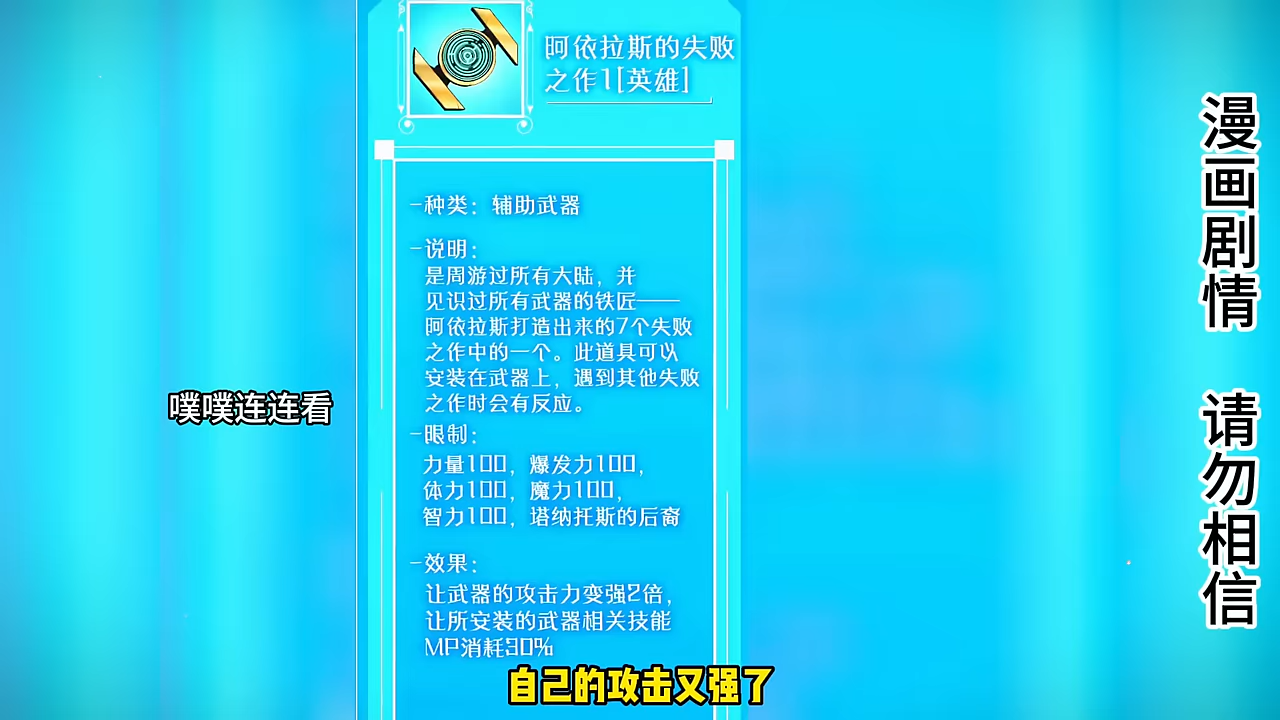 阿依拉斯的失败
之作1[英雄]
-种类：辅助武器
-说明：
是周游过所有大陆，并
见识过所有武器的铁匠——
阿依拉斯打造出来的7个失败
之作中的一个。此道具可以
安装在武器上，遇到其他失败
之作时会有反应。
-限制：
力量100，爆发力100，
体力100，魔力100，
智力100，塔纳托斯的后裔
-效果：
让武器的攻击力变强2倍，
让所安装的武器相关技能
MP消耗30%
自己的攻击又强了
噗噗连连看
漫画剧情 请勿相信